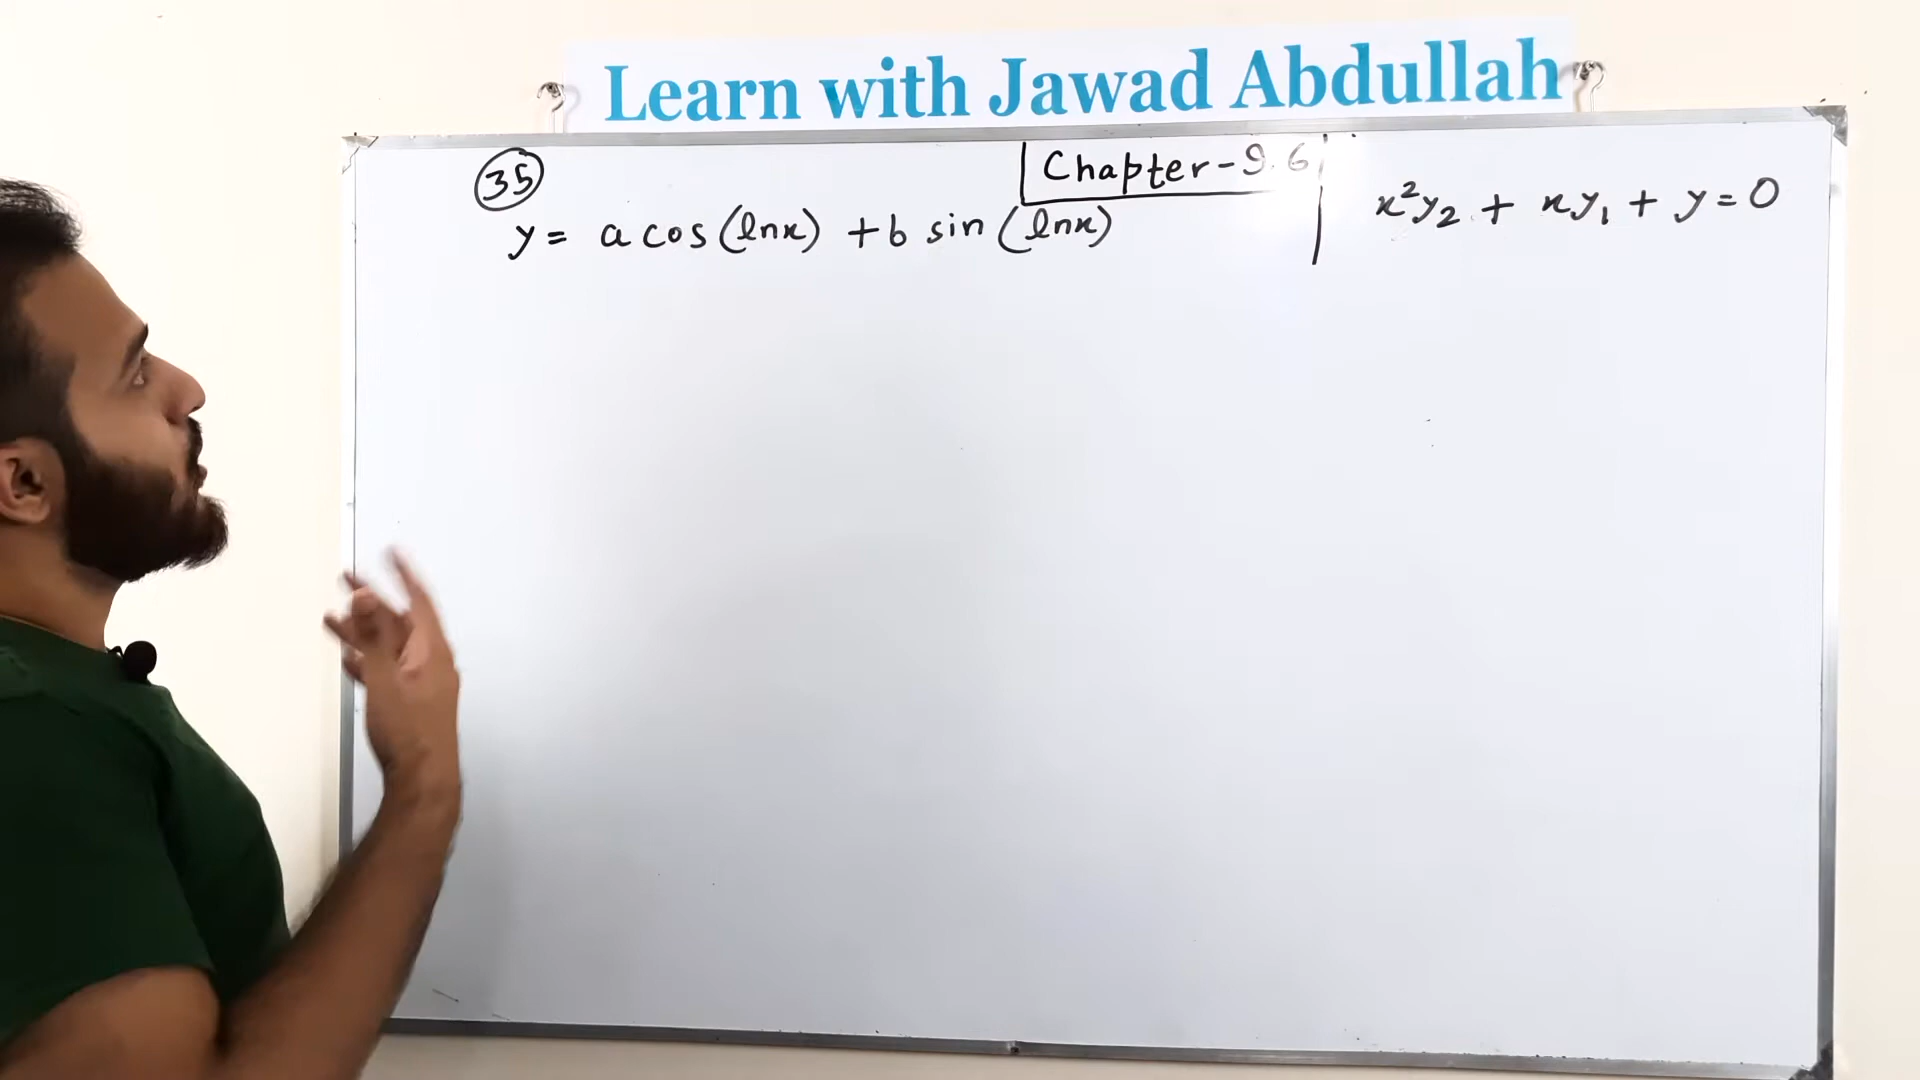 Learn with Jawad Abdullah
Chapter-9.6
35
y = a cos (lnx) + b sin (lnx)
x²y₂ + xy₁ + y = 0